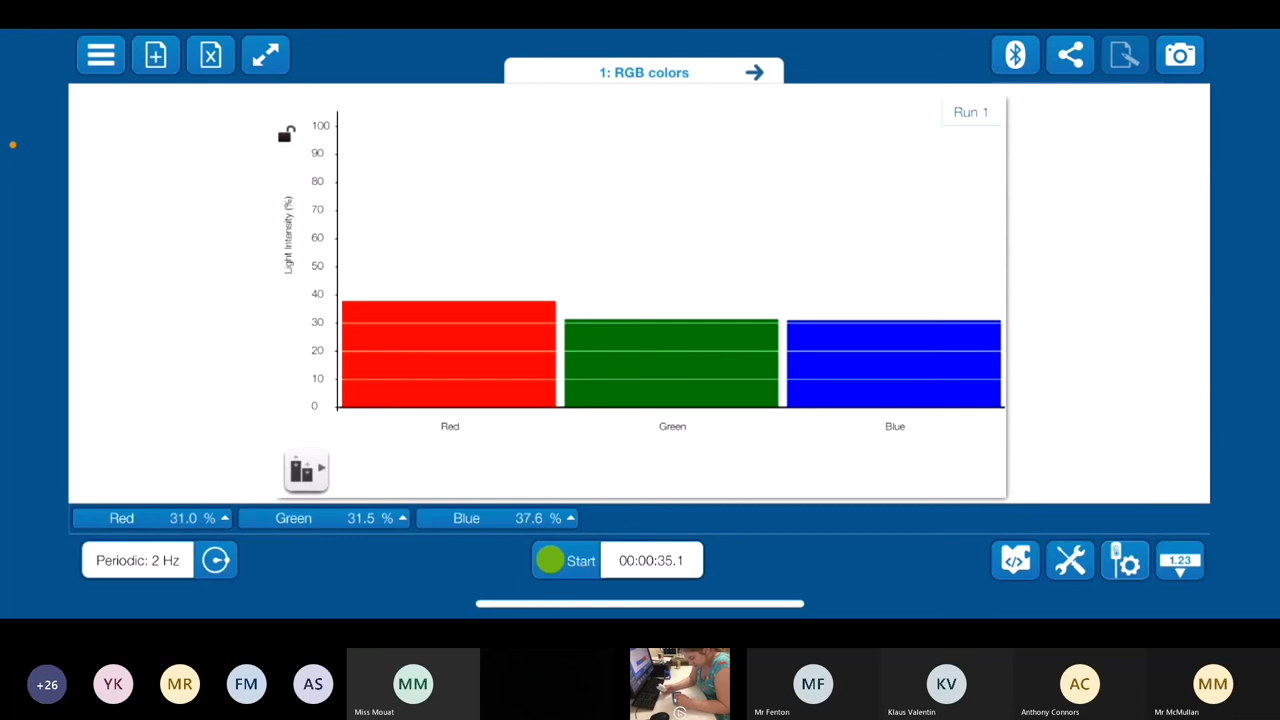 1: RGB colors
Run 1
Light Intensity (%)
100
90
80
70
60
50
40
30
20
10
0
Red
Green
Blue
Red 31.0 %
Green 31.5 %
Blue 37.6 %
Periodic: 2 Hz
Start
00:00:35.1
1.23
+26
YK
MR
FM
AS
MM
Miss Mouat
MF
Mr Fenton
KV
Klaus Valentin
AC
Anthony Connors
MM
Mr McMullan